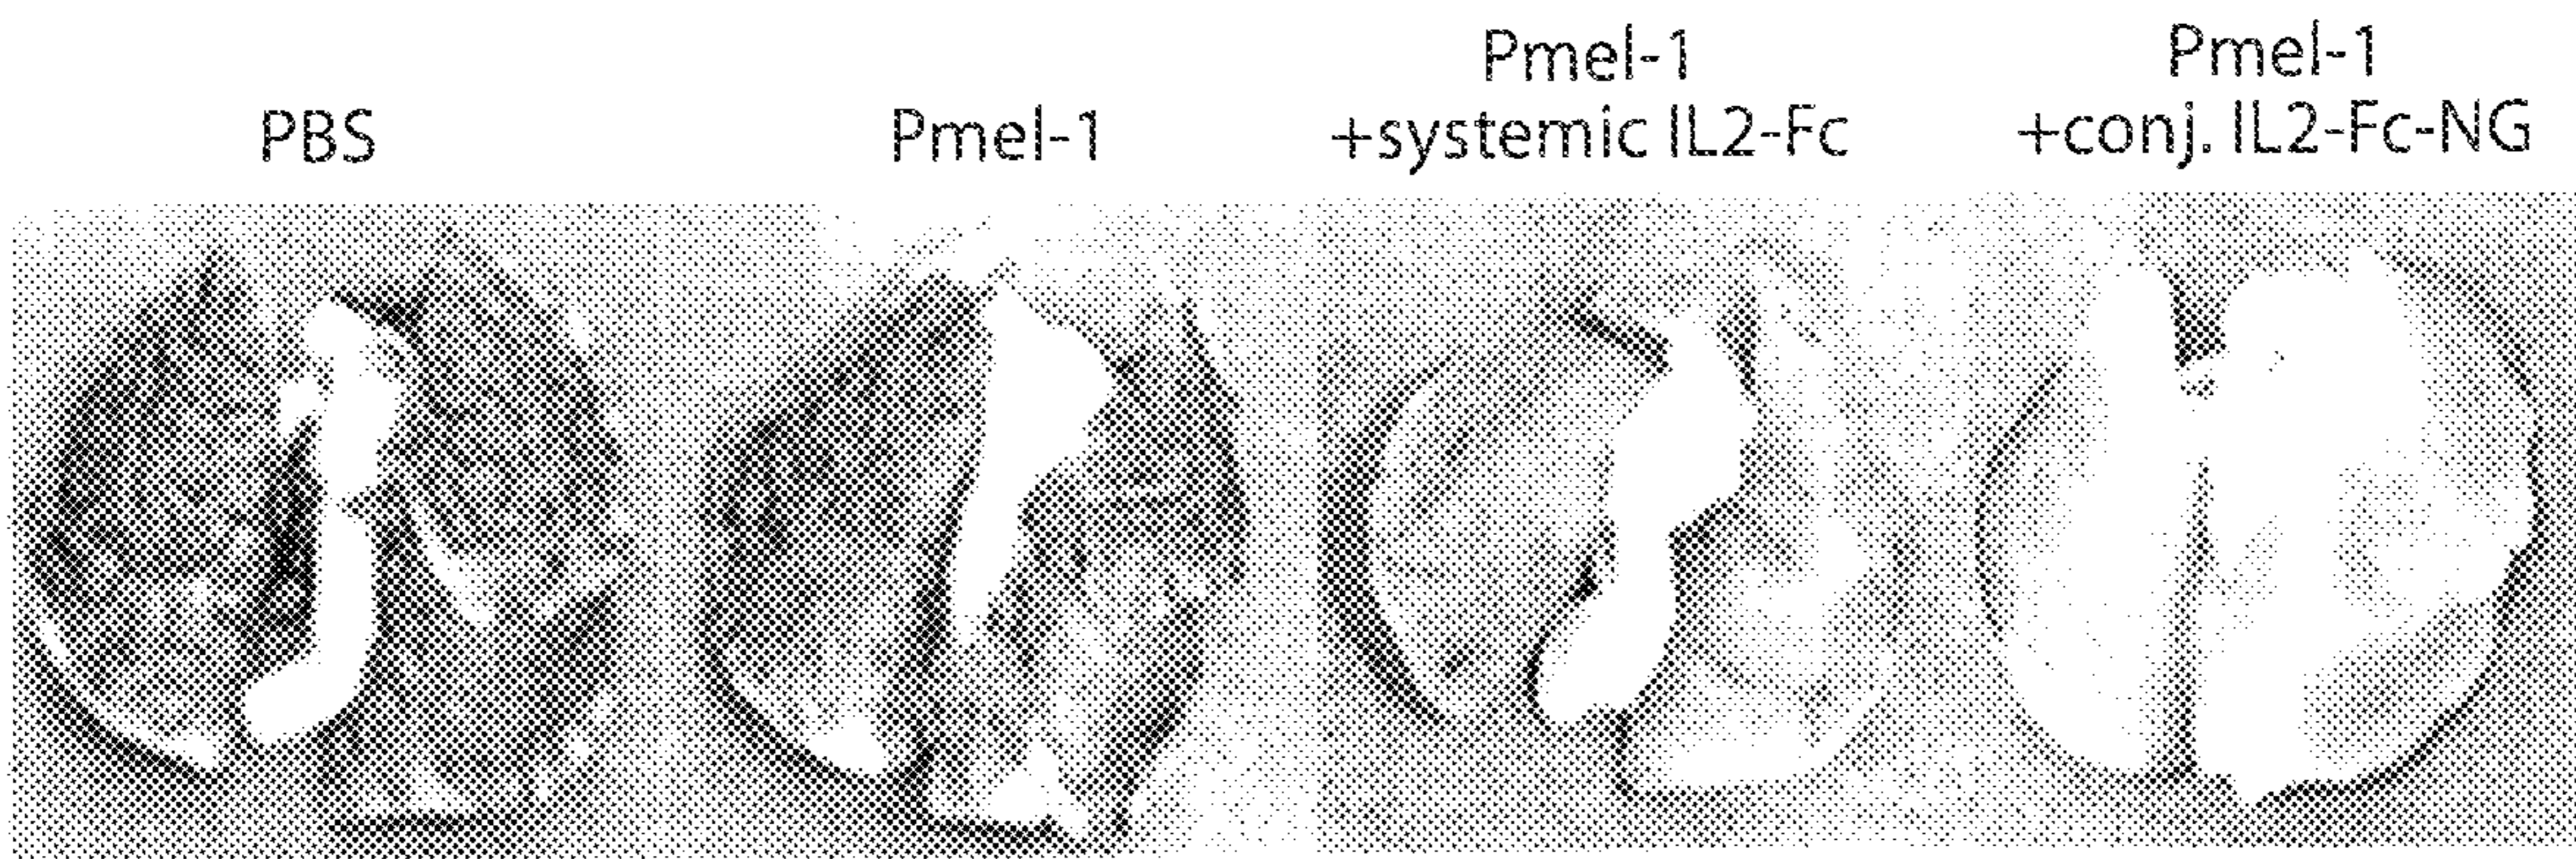 PBS
Pmel-1
Pmel-1
+systemic IL2-Fc
Pmel-1
+conj. IL2-Fc-NG